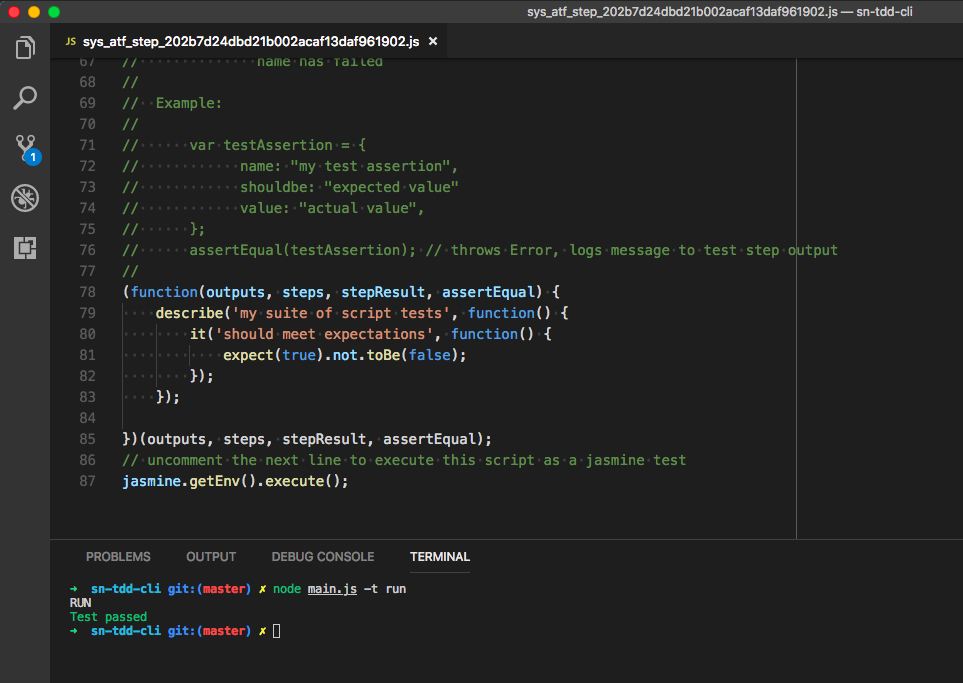 sys_atf_step_202b7d24dbd21b002acaf13daf961902.js — sn-tdd-cli
JS sys_atf_step_202b7d24dbd21b002acaf13daf961902.js ×
67 // name has failed
68 //
69 // Example:
70 //
71 // var testAssertion = {
72 // name: "my test assertion",
73 // shouldbe: "expected value"
74 // value: "actual value",
75 // };
76 // assertEqual(testAssertion); // throws Error, logs message to test step output
77 //
78 (function(outputs, steps, stepResult, assertEqual) {
79 describe('my suite of script tests', function() {
80 it('should meet expectations', function() {
81 expect(true).not.toBe(false);
82 });
83 });
84
85 })(outputs, steps, stepResult, assertEqual);
86 // uncomment the next line to execute this script as a jasmine test
87 jasmine.getEnv().execute();
1
PROBLEMS OUTPUT DEBUG CONSOLE TERMINAL
➜ sn-tdd-cli git:(master) ✗ node main.js -t run
RUN
Test passed
➜ sn-tdd-cli git:(master) ✗